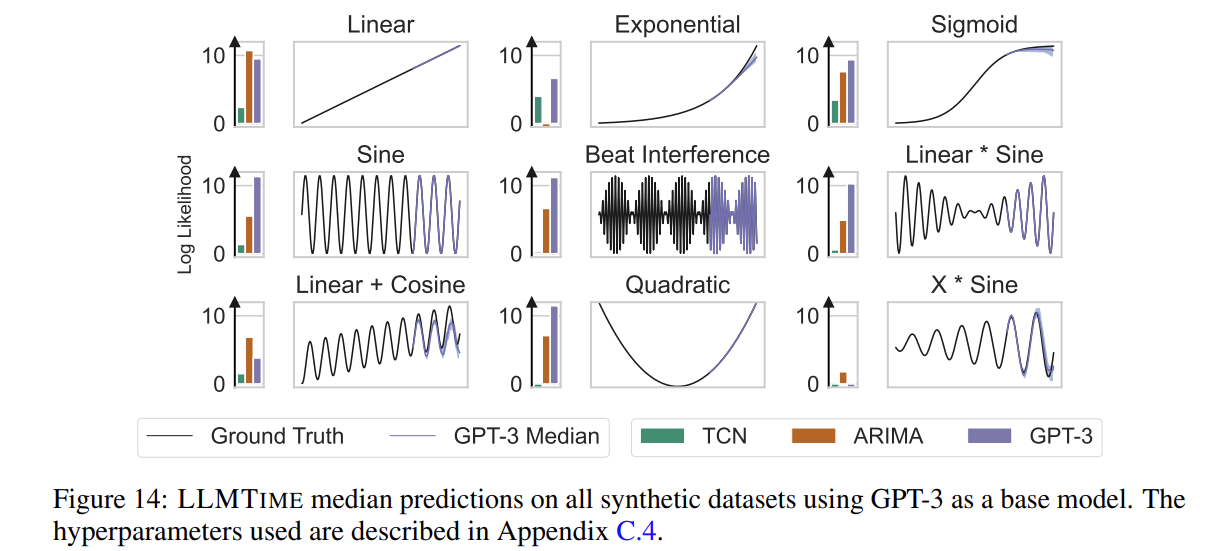 Linear
Exponential
Sigmoid
10
0
10
0
10
0
Sine
Beat Interference
Linear * Sine
Log Likelihood
10
0
10
0
10
0
Linear + Cosine
Quadratic
X * Sine
10
0
10
0
10
0
Ground Truth
GPT-3 Median
TCN
ARIMA
GPT-3
Figure 14: LLMTIME median predictions on all synthetic datasets using GPT-3 as a base model. The
hyperparameters used are described in Appendix C.4.